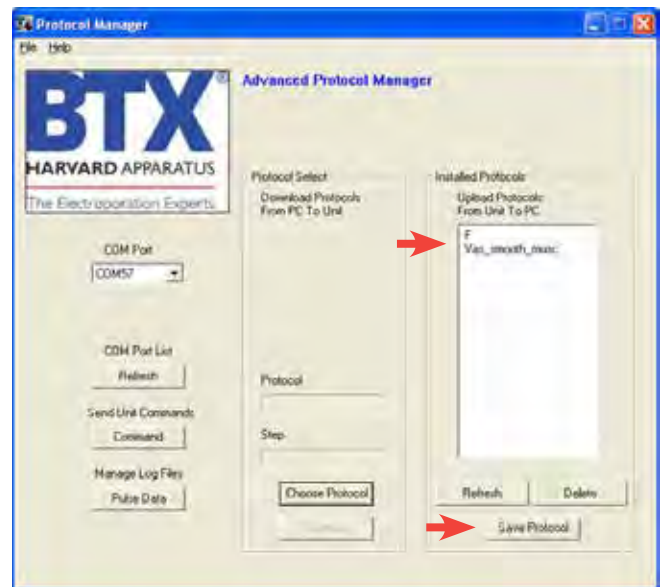 Protocol Manager
File Help
BTX®
HARVARD APPARATUS
The Electroporation Experts
Advanced Protocol Manager
COM Port
COM57
COM Port List
Refresh
Send Unit Commands
Command
Manage Log Files
Pulse Data
Protocol Select
Download Protocols
From PC To Unit
Protocol
Step
Choose Protocol
Installed Protocols
Upload Protocols
From Unit To PC
F
Vas_smooth_musc
Refresh Delete
Save Protocol